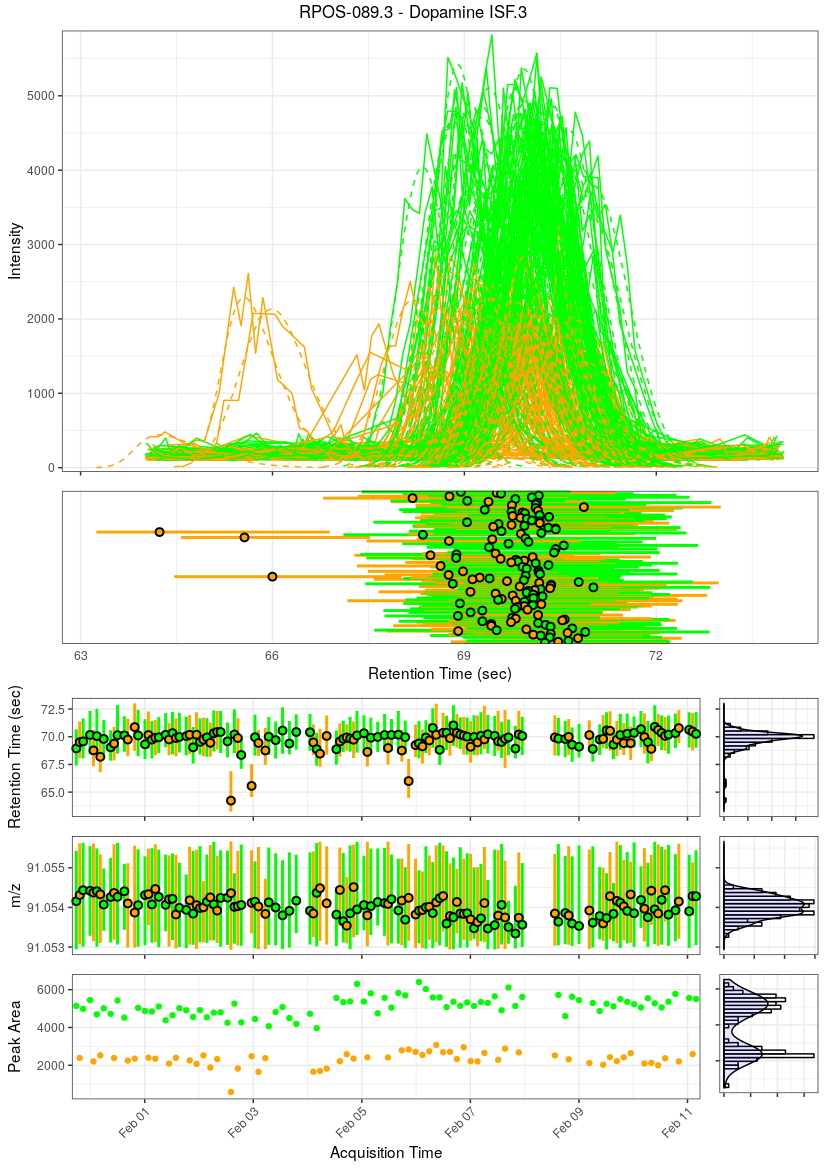 RPOS-089.3 - Dopamine ISF.3
Intensity
5000
4000
3000
2000
1000
0
63
66
69
72
Retention Time (sec)
Retention Time (sec)
72.5
70.0
67.5
65.0
m/z
91.055
91.054
91.053
Peak Area
6000
4000
2000
Feb 01
Feb 03
Feb 05
Feb 07
Feb 09
Feb 11
Acquisition Time